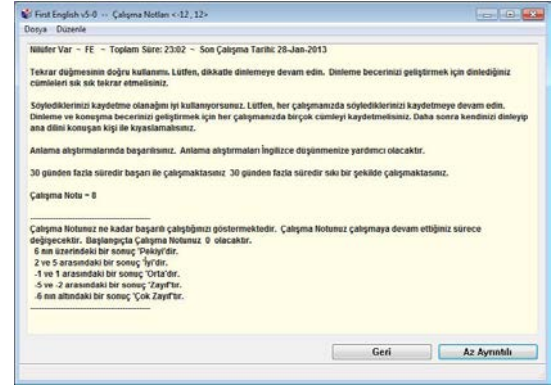 First English v5-0 -- Çalışma Notları <-12, 12>
Dosya Düzenle
Nilüfer Var ~ FE ~ Toplam Süre: 23:02 ~ Son Çalışma Tarihi: 28-Jan-2013
Tekrar düğmesinin doğru kullanımı. Lütfen, dikkatle dinlemeye devam edin. Dinleme becerinizi geliştirmek için dinlediğiniz
cümleleri sık sık tekrar etmelisiniz.
Söylediklerinizi kaydetme olanağını iyi kullanıyorsunuz. Lütfen, her çalışmanızda söylediklerinizi kaydetmeye devam edin.
Dinleme ve konuşma becerinizi geliştirmek için her çalışmanızda birçok cümleyi kaydetmelisiniz. Daha sonra kendinizi dinleyip
ana dilini konuşan kişi ile kıyaslamalısınız.
Anlama alıştırmalarında başarılısınız. Anlama alıştırmaları İngilizce düşünmenize yardımcı olacaktır.
30 günden fazla süredir başarı ile çalışmaktasınız 30 günden fazla süredir sıkı bir şekilde çalışmaktasınız.
Çalışma Notu = 8
Çalışma Notunuz ne kadar başarılı çalıştığınızı göstermektedir. Çalışma Notunuz çalışmaya devam ettiğiniz sürece
değişecektir. Başlangıçta Çalışma Notunuz 0 olacaktır.
6 nın üzerindeki bir sonuç 'Pekiyi'dir.
2 ve 5 arasındaki bir sonuç 'İyi'dir.
-1 ve 1 arasındaki bir sonuç 'Orta'dır.
-5 ve -2 arasındaki bir sonuç 'Zayıf'tır.
-6 nın altındaki bir sonuç 'Çok Zayıf'tır.
Geri
Az Ayrıntılı